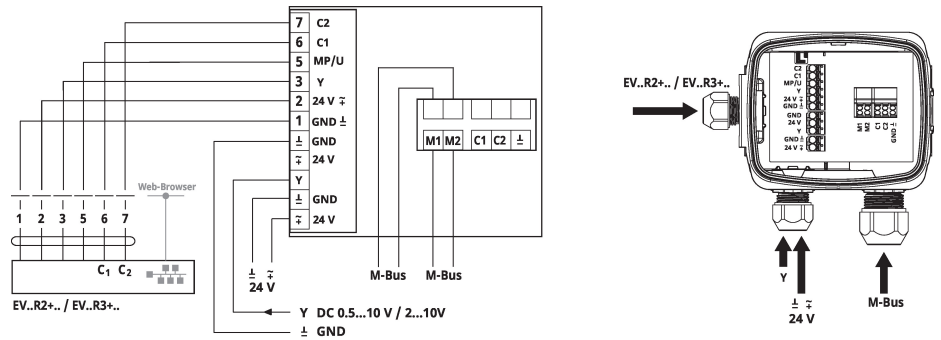 7 C2
6 C1
5 MP/U
3 Y
2 24 V ⩱
1 GND ⊥
⊥ GND
⩱ 24 V
Y
⊥ GND
⩱ 24 V
M1 M2 C1 C2 ⊥
Web-Browser
1 2 3 5 6 7
C1 C2
EV..R2+.. / EV..R3+..
⊥ ⩱
24 V
M-Bus M-Bus
Y DC 0.5...10 V / 2...10V
⊥ GND
EV..R2+.. / EV..R3+..
C2
C1
MP/U
Y
24 V ⩱
GND ⊥
GND
24 V
Y
GND ⊥
24 V ⩱
M1
M2
C1
C2
GND ⊥
Y
⊥ ⩱
24 V
M-Bus